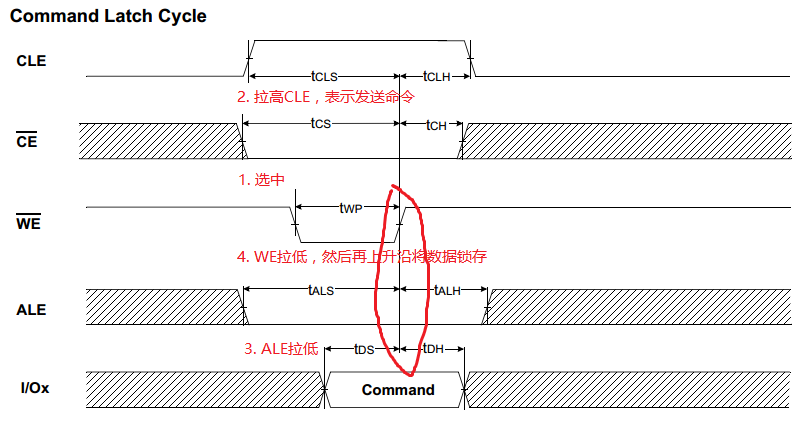 Command Latch Cycle
CLE
tCLS
tCLH
2. 拉高CLE，表示发送命令
CE
tCS
tCH
1. 选中
WE
tWP
4. WE拉低，然后再上升沿将数据锁存
ALE
tALS
tALH
3. ALE拉低
tDS
tDH
I/Ox
Command